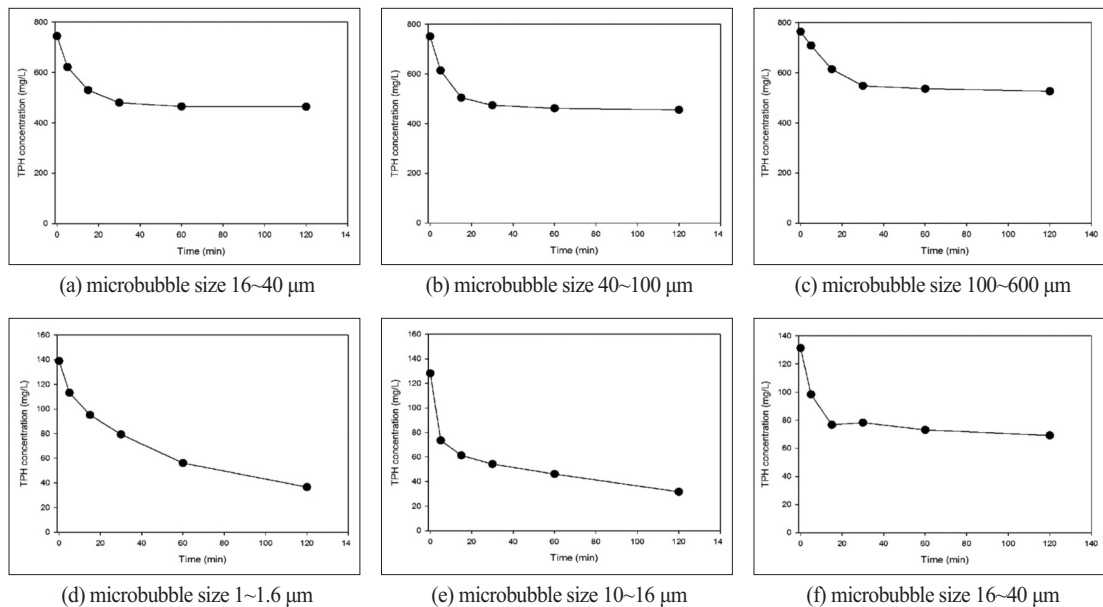 800
600
400
200
0
TPH concentration (mg/L)
0 20 40 60 80 100 120 14
Time (min)
(a) microbubble size 16~40 μm
800
600
400
200
0
TPH concentration (mg/L)
0 20 40 60 80 100 120 14
Time (min)
(b) microbubble size 40~100 μm
800
600
400
200
0
TPH concentration (mg/L)
0 20 40 60 80 100 120 140
Time (min)
(c) microbubble size 100~600 μm
160
140
120
100
80
60
40
20
0
TPH concentration (mg/L)
0 20 40 60 80 100 120 14
Time (min)
(d) microbubble size 1~1.6 μm
160
140
120
100
80
60
40
20
0
TPH concentration (mg/L)
0 20 40 60 80 100 120 14
Time (min)
(e) microbubble size 10~16 μm
140
120
100
80
60
40
20
0
TPH concentration (mg/L)
0 20 40 60 80 100 120 140
Time (min)
(f) microbubble size 16~40 μm